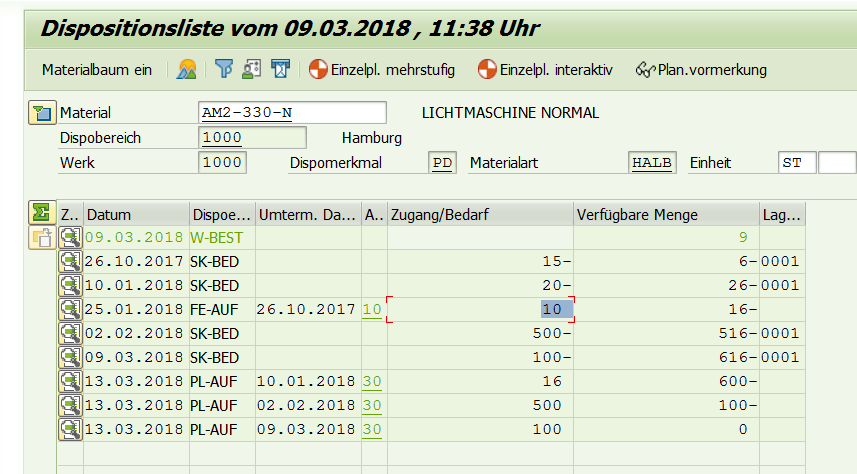 Dispositionsliste vom 09.03.2018 , 11:38 Uhr
Materialbaum ein Einzelpl. mehrstufig Einzelpl. interaktiv Plan.vormerkung
Material AM2-330-N LICHTMASCHINE NORMAL
Dispobereich 1000 Hamburg
Werk 1000 Dispomerkmal PD Materialart HALB Einheit ST
Z.. Datum Dispoe... Umterm. Da... A.. Zugang/Bedarf Verfügbare Menge Lag...
09.03.2018 W-BEST 9
26.10.2017 SK-BED 15- 6- 0001
10.01.2018 SK-BED 20- 26- 0001
25.01.2018 FE-AUF 26.10.2017 10 10 16-
02.02.2018 SK-BED 500- 516- 0001
09.03.2018 SK-BED 100- 616- 0001
13.03.2018 PL-AUF 10.01.2018 30 16 600-
13.03.2018 PL-AUF 02.02.2018 30 500 100-
13.03.2018 PL-AUF 09.03.2018 30 100 0